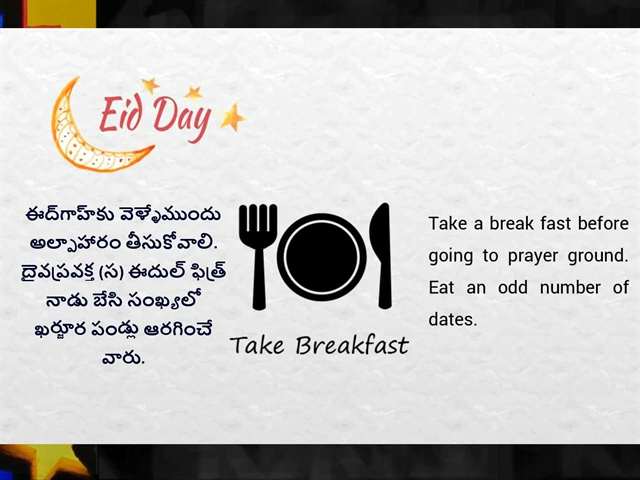 Eid Day
ఈద్‌గాహ్‌కు వెళ్ళేముందు
అల్పాహారం తీసుకోవాలి.
దైవప్రవక్త (స) ఈదుల్ ఫిత్ర్
నాడు బేసి సంఖ్యలో
ఖర్జూర పండ్లు ఆరగించే
వారు.
Take Breakfast
Take a break fast before
going to prayer ground.
Eat an odd number of
dates.